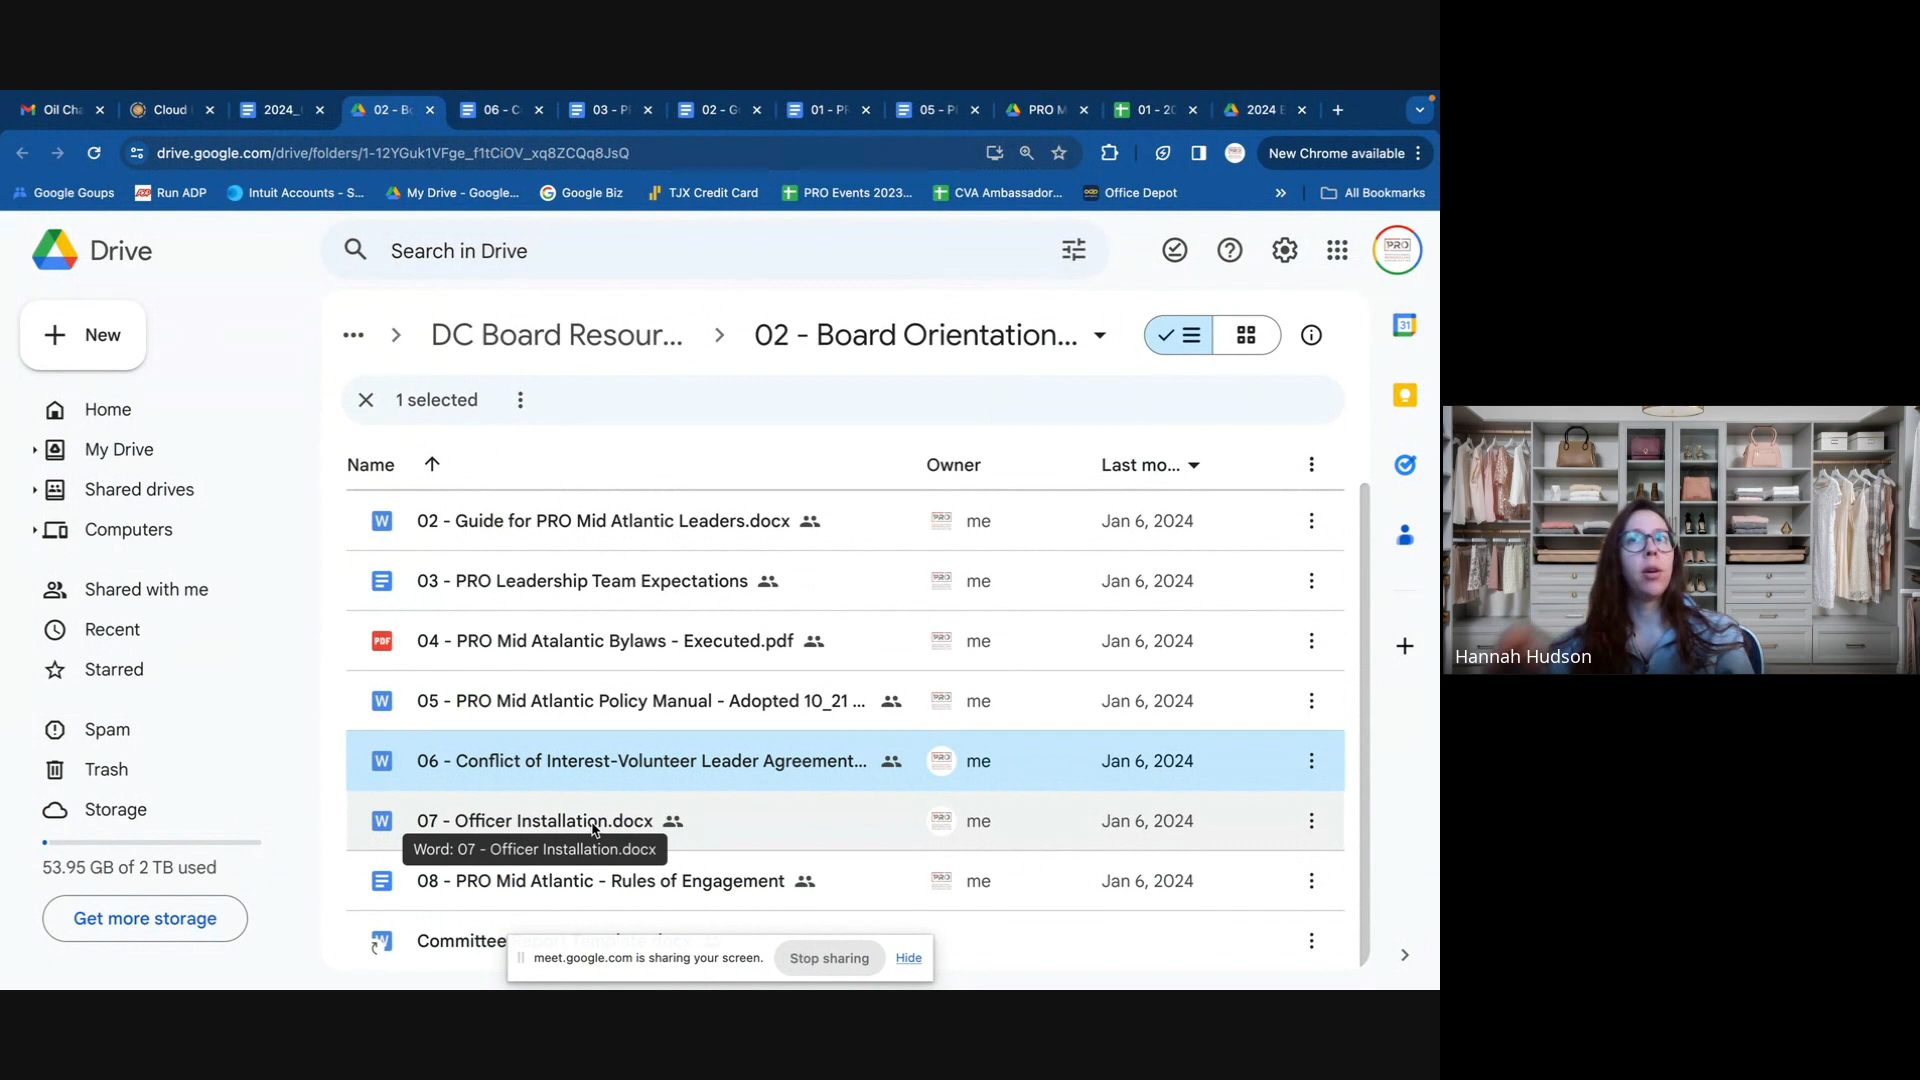 Oil Cha
Cloud
2024_
02 - Bo
06 - C
03 - P
02 - G
01 - P
05 - P
PRO M
01 - 20
2024 B
drive.google.com/drive/folders/1-12YGuk1VFge_f1tCiOV_xq8ZCQq8JsQ
New Chrome available
Google Goups
Run ADP
Intuit Accounts - S...
My Drive - Google...
Google Biz
TJX Credit Card
PRO Events 2023...
CVA Ambassador...
Office Depot
All Bookmarks
Drive
Search in Drive
PRO
New
DC Board Resour...
02 - Board Orientation...
31
1 selected
Home
My Drive
Shared drives
Computers
Shared with me
Recent
Starred
Spam
Trash
Storage
53.95 GB of 2 TB used
Get more storage
Name Owner Last mo...
W 02 - Guide for PRO Mid Atlantic Leaders.docx me Jan 6, 2024
03 - PRO Leadership Team Expectations me Jan 6, 2024
PDF 04 - PRO Mid Atalantic Bylaws - Executed.pdf me Jan 6, 2024
W 05 - PRO Mid Atlantic Policy Manual - Adopted 10_21 ... me Jan 6, 2024
W 06 - Conflict of Interest-Volunteer Leader Agreement... me Jan 6, 2024
W 07 - Officer Installation.docx me Jan 6, 2024
Word: 07 - Officer Installation.docx
08 - PRO Mid Atlantic - Rules of Engagement me Jan 6, 2024
W Committee Report Template.docx
meet.google.com is sharing your screen.
Stop sharing
Hide
Hannah Hudson